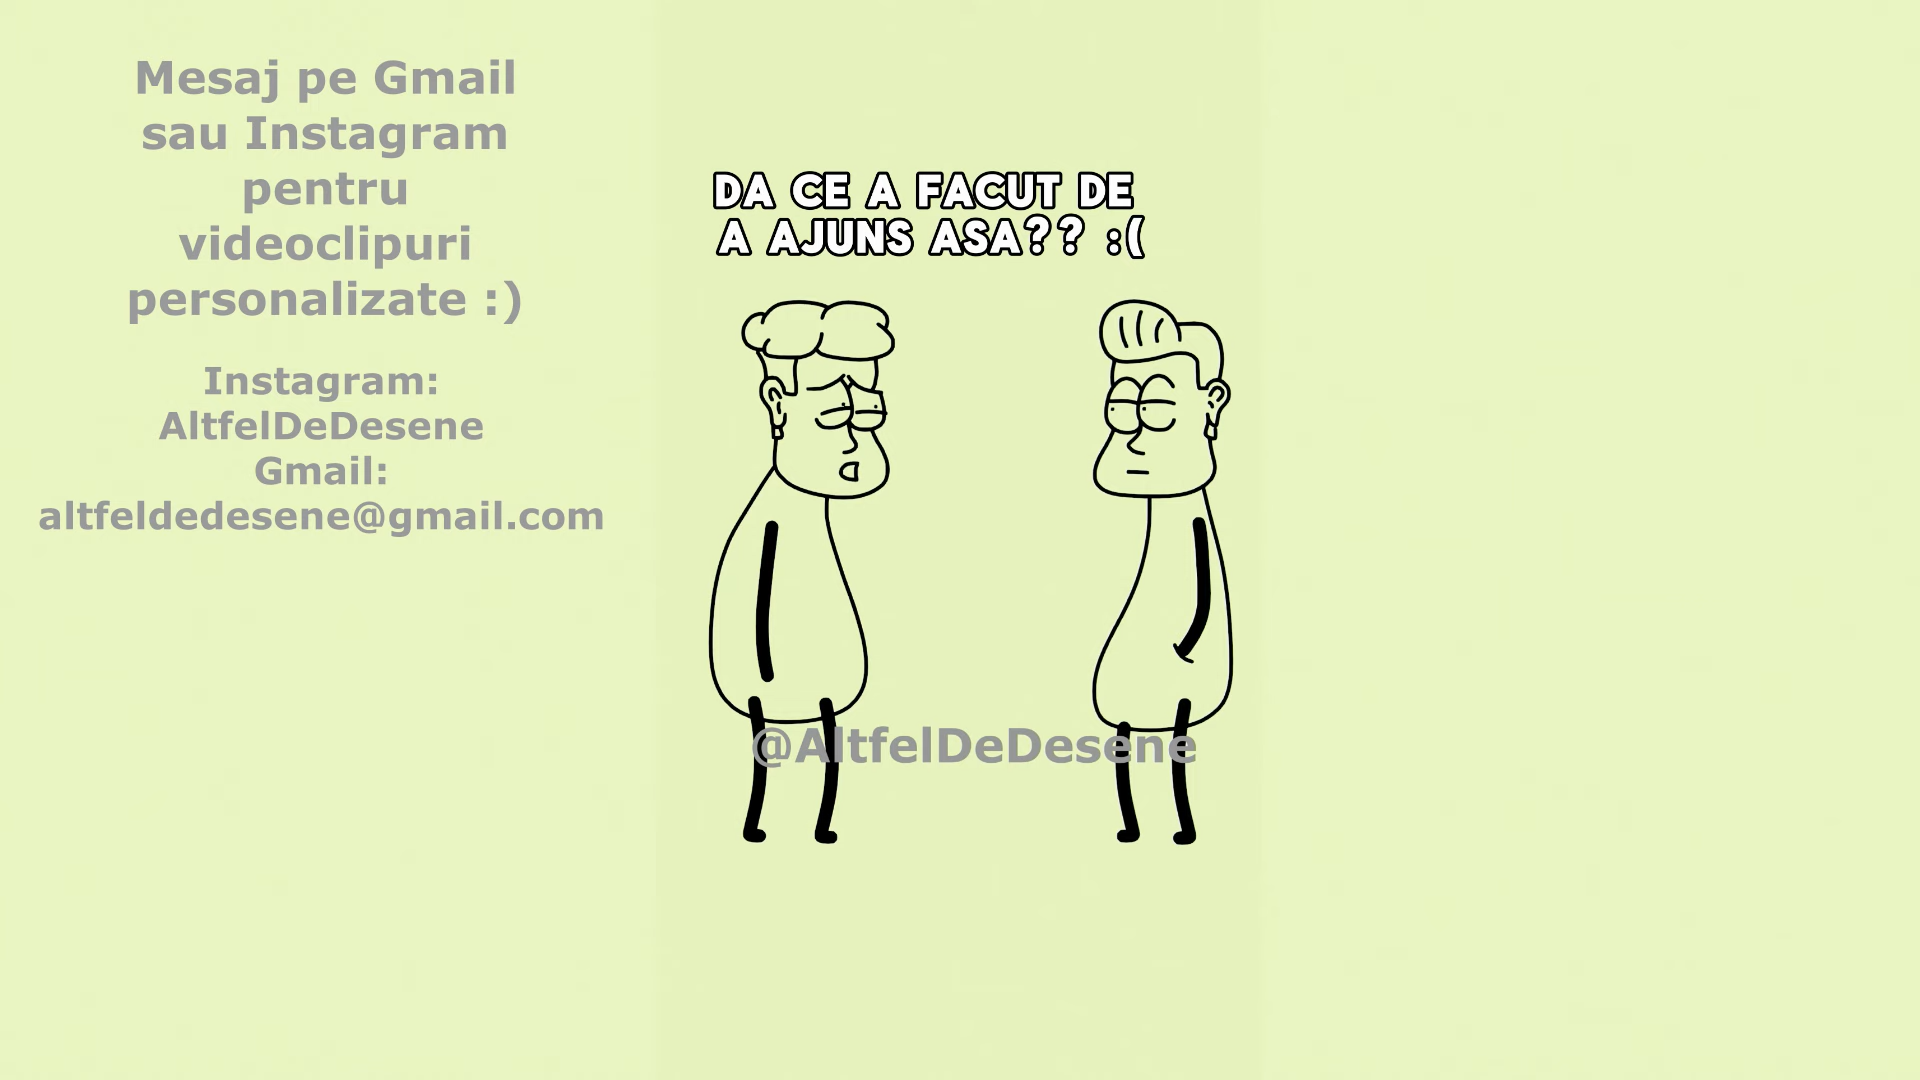 Mesaj pe Gmail
sau Instagram
pentru
videoclipuri
personalizate :)
Instagram:
AltfelDeDesene
Gmail:
altfeldedesene@gmail.com
DA CE A FACUT DE
A AJUNS ASA?? :(
@AltfelDeDesene